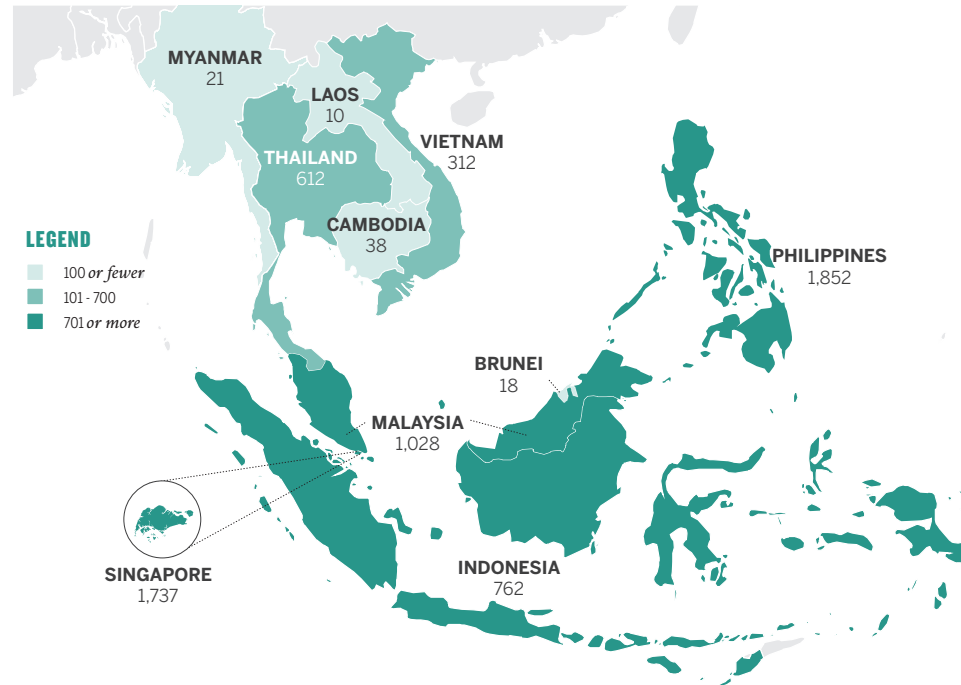 MYANMAR
21
LAOS
10
VIETNAM
312
THAILAND
612
CAMBODIA
38
LEGEND
100 or fewer
101 - 700
701 or more
PHILIPPINES
1,852
BRUNEI
18
MALAYSIA
1,028
SINGAPORE
1,737
INDONESIA
762